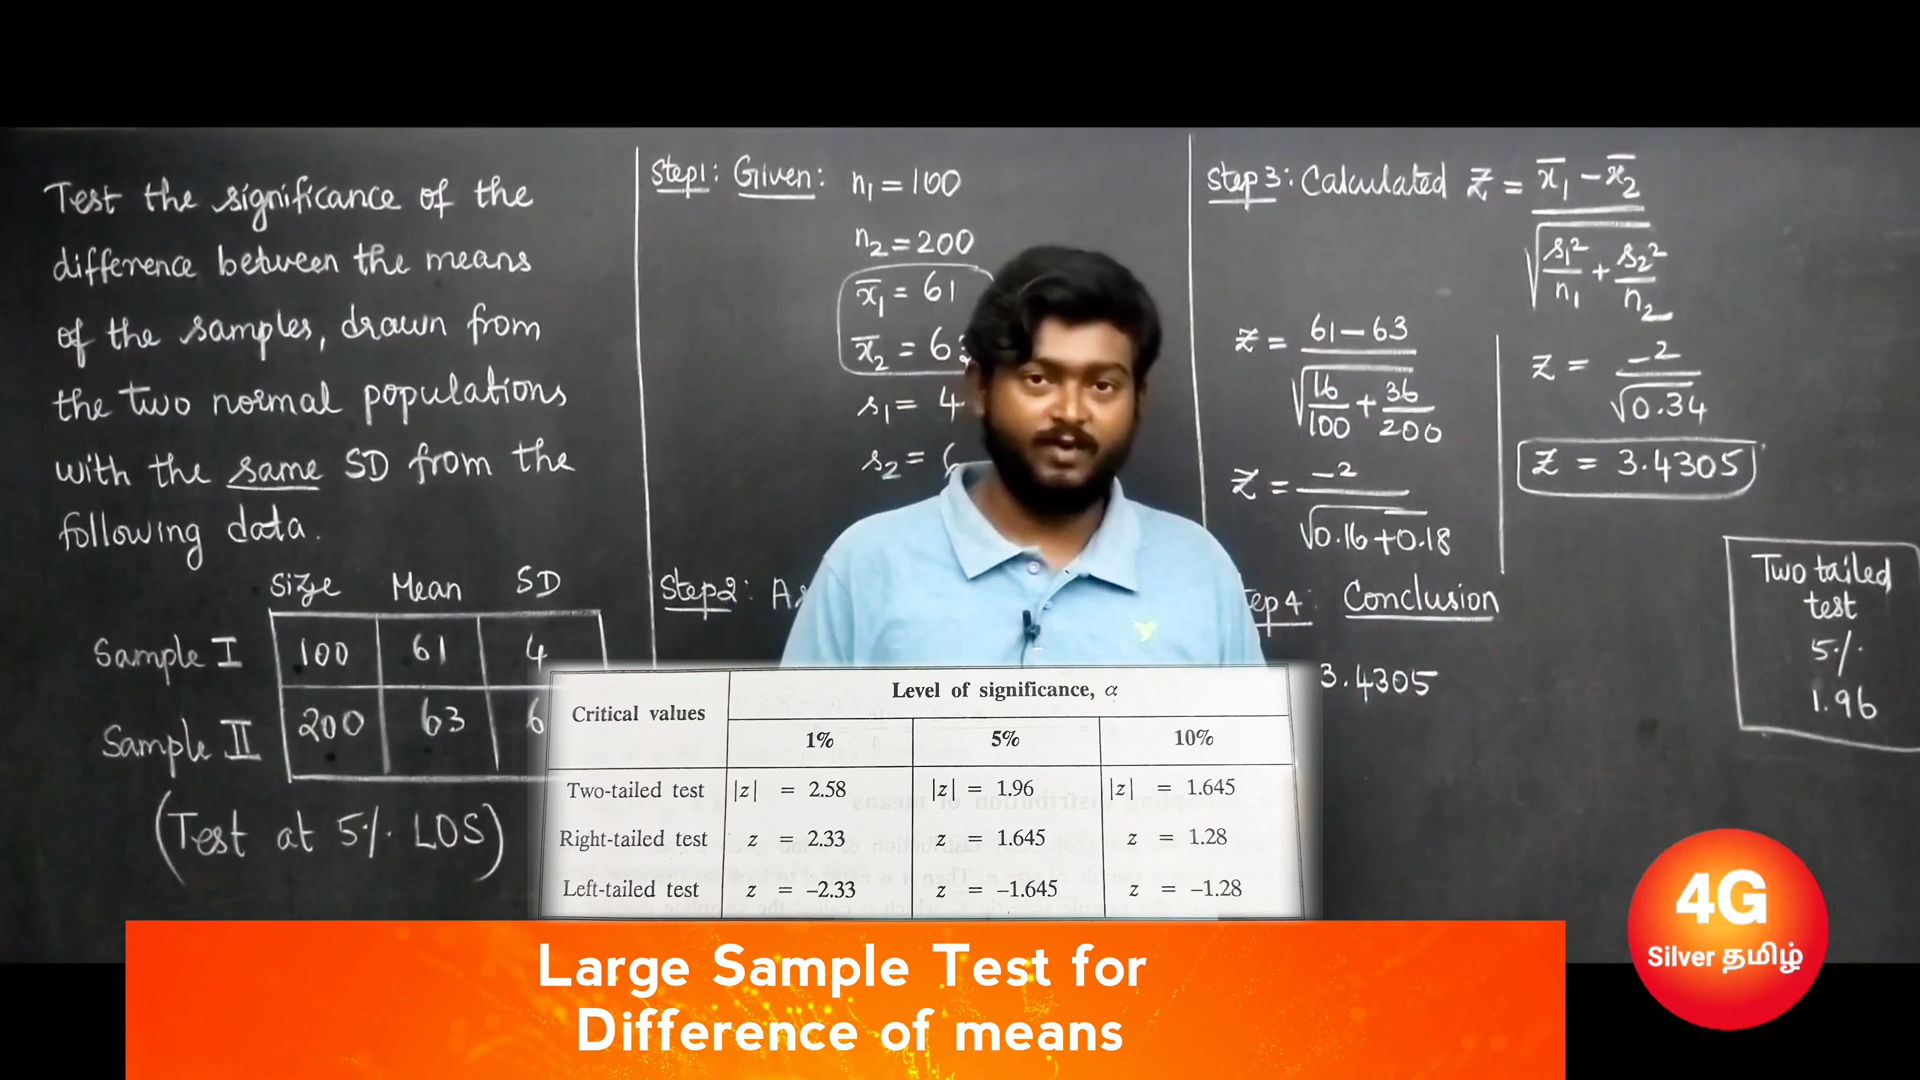 Test the significance of the
difference between the means
of the samples, drawn from
the two normal populations
with the same SD from the
following data.
Size Mean SD
Sample I 100 61 4
Sample II 200 63 6
(Test at 5% LOS)
Step1: Given: n₁ = 100
n₂ = 200
x̄₁ = 61
x̄₂ = 63
s₁ = 4
s₂ =
Step2:
Step3: Calculated Z = x̄₁ − x̄₂ / √(s₁²/n₁ + s₂²/n₂)
Z = 61−63 / √(16/100 + 36/200)
Z = −2 / √0.16+0.18
Z = −2 / √0.34
Z = 3.4305
ep4: Conclusion
3.4305
Two tailed
test
5%
1.96
Critical values Level of significance, α
1% 5% 10%
Two-tailed test |z| = 2.58 |z| = 1.96 |z| = 1.645
Right-tailed test z = 2.33 z = 1.645 z = 1.28
Left-tailed test z = –2.33 z = –1.645 z = –1.28
Large Sample Test for
Difference of means
4G
Silver தமிழ்